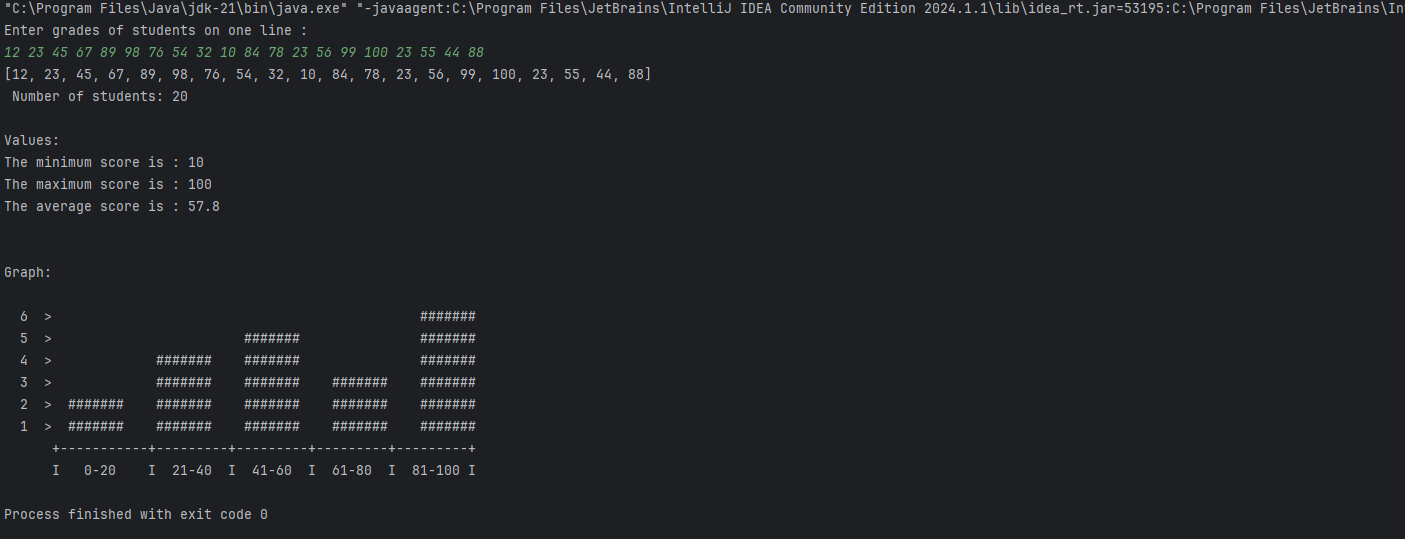 "C:\Program Files\Java\jdk-21\bin\java.exe" "-javaagent:C:\Program Files\JetBrains\IntelliJ IDEA Community Edition 2024.1.1\lib\idea_rt.jar=53195:C:\Program Files\JetBrains\Int
Enter grades of students on one line :
12 23 45 67 89 98 76 54 32 10 84 78 23 56 99 100 23 55 44 88
[12, 23, 45, 67, 89, 98, 76, 54, 32, 10, 84, 78, 23, 56, 99, 100, 23, 55, 44, 88]
 Number of students: 20
Values:
The minimum score is : 10
The maximum score is : 100
The average score is : 57.8
Graph:
  6  >                                              #######
  5  >                        #######               #######
  4  >             #######    #######               #######
  3  >             #######    #######    #######    #######
  2  >  #######    #######    #######    #######    #######
  1  >  #######    #######    #######    #######    #######
      +-----------+---------+---------+---------+---------+
      I   0-20    I  21-40  I  41-60  I  61-80  I  81-100 I
Process finished with exit code 0